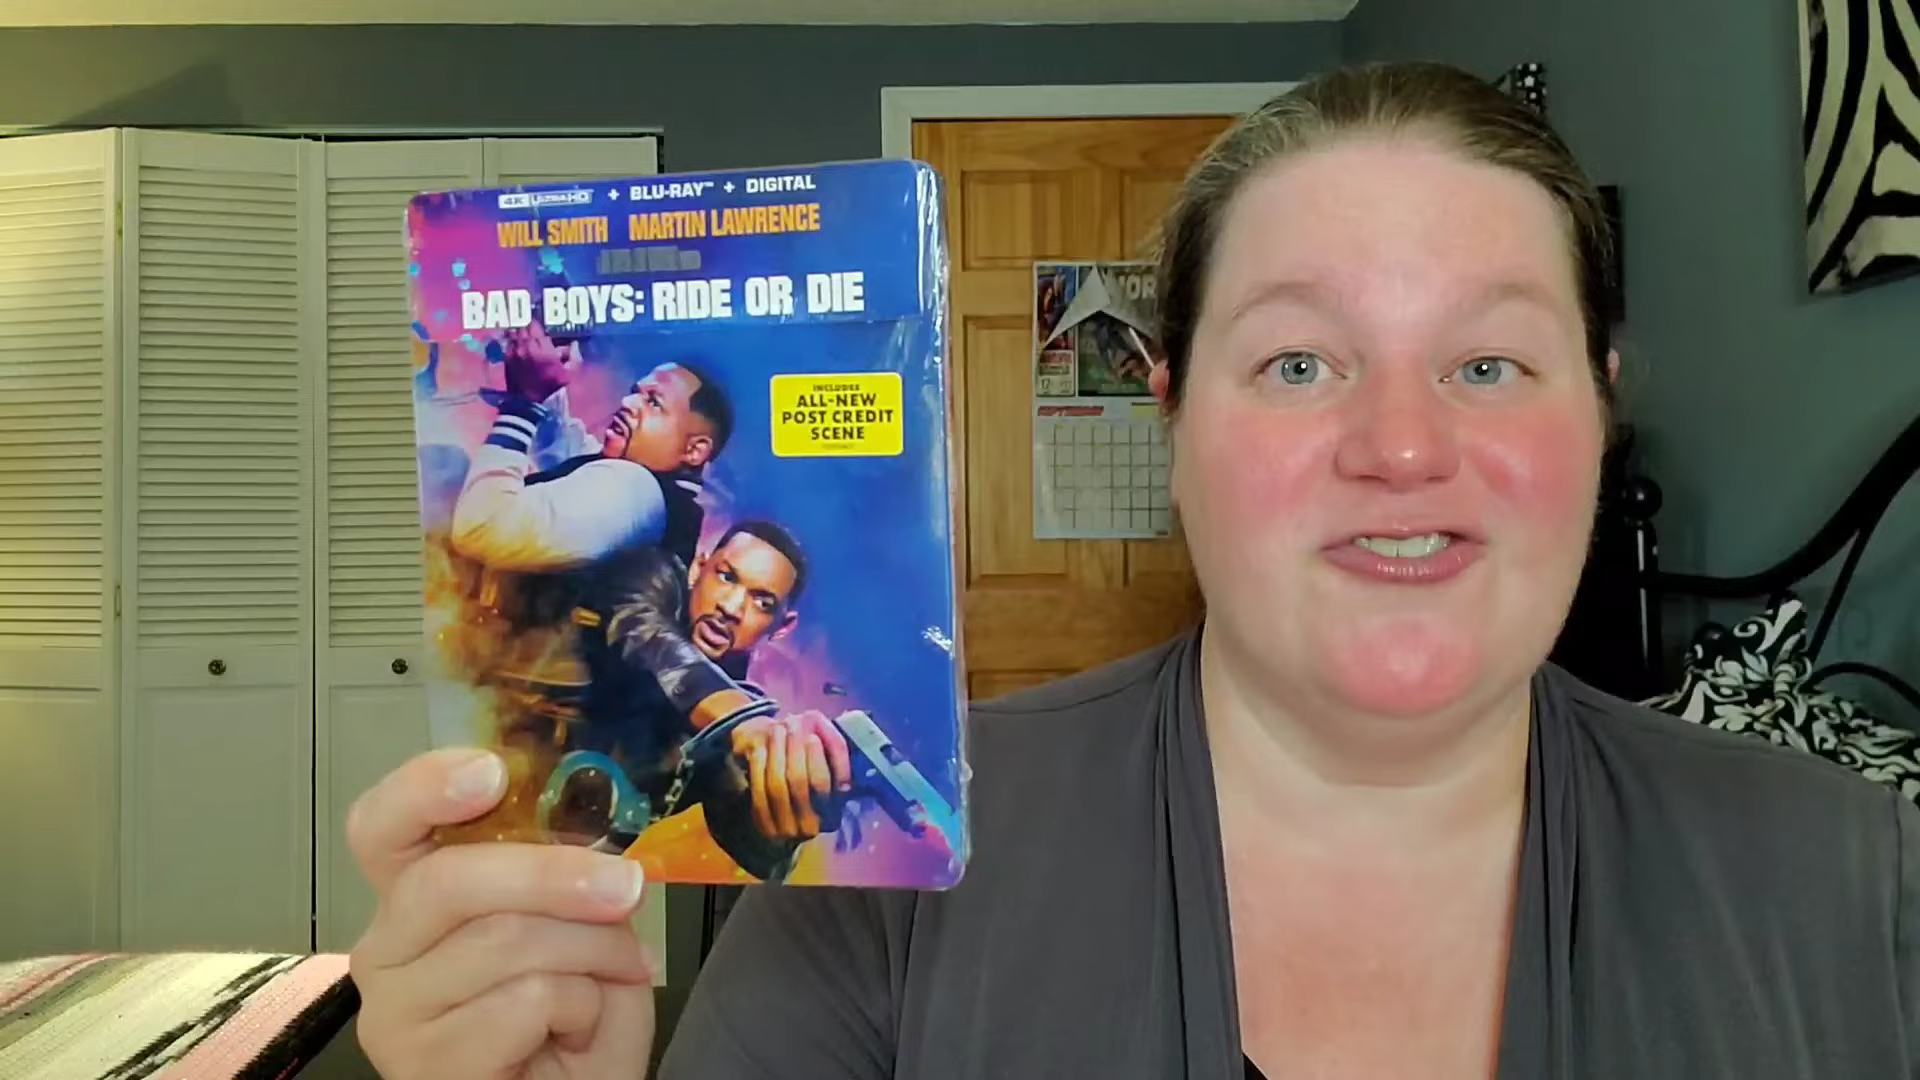 4K ULTRA HD + BLU-RAY™ + DIGITAL
WILL SMITH MARTIN LAWRENCE
BAD BOYS: RIDE OR DIE
INCLUDES
ALL-NEW
POST CREDIT
SCENE